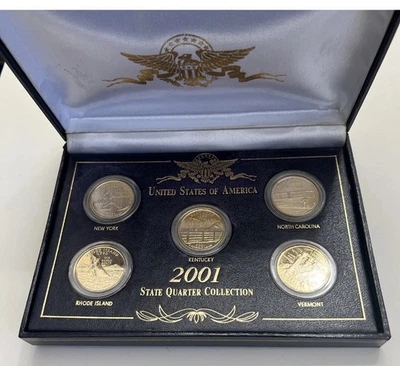 UNITED STATES OF AMERICA
NEW YORK
NORTH CAROLINA
KENTUCKY
RHODE ISLAND
VERMONT
2001
STATE QUARTER COLLECTION